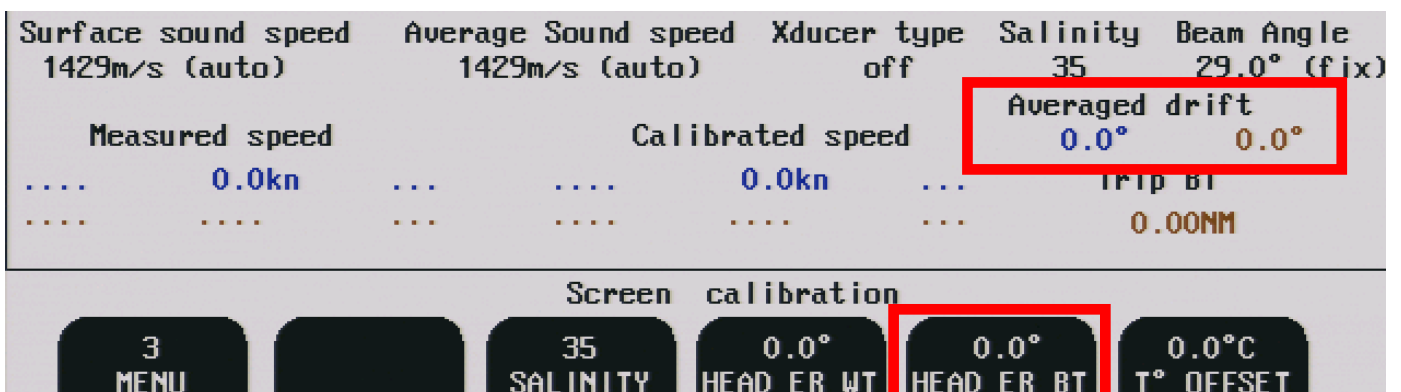 Surface sound speed Average Sound speed Xducer type Salinity Beam Angle
1429m/s (auto) 1429m/s (auto) off 35 29.0° (fix)
Averaged drift
Measured speed Calibrated speed 0.0° 0.0°
.... 0.0kn ... .... 0.0kn ... Trip BT
.... .... ... .... .... ... 0.00NM
Screen calibration
3 35 0.0° 0.0° 0.0°C
MENU SALINITY HEAD ER WT HEAD ER BT T° OFFSET